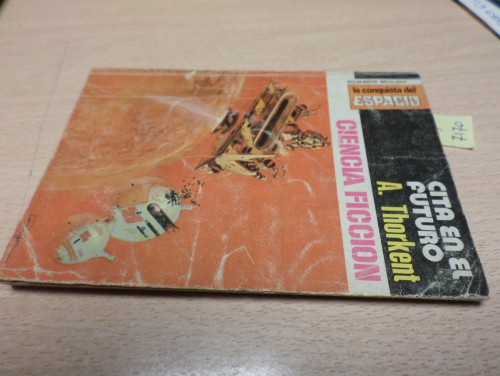 la conquista del
ESPACIO
CITA EN EL
FUTURO
A. Thorkent
CIENCIA FICCION